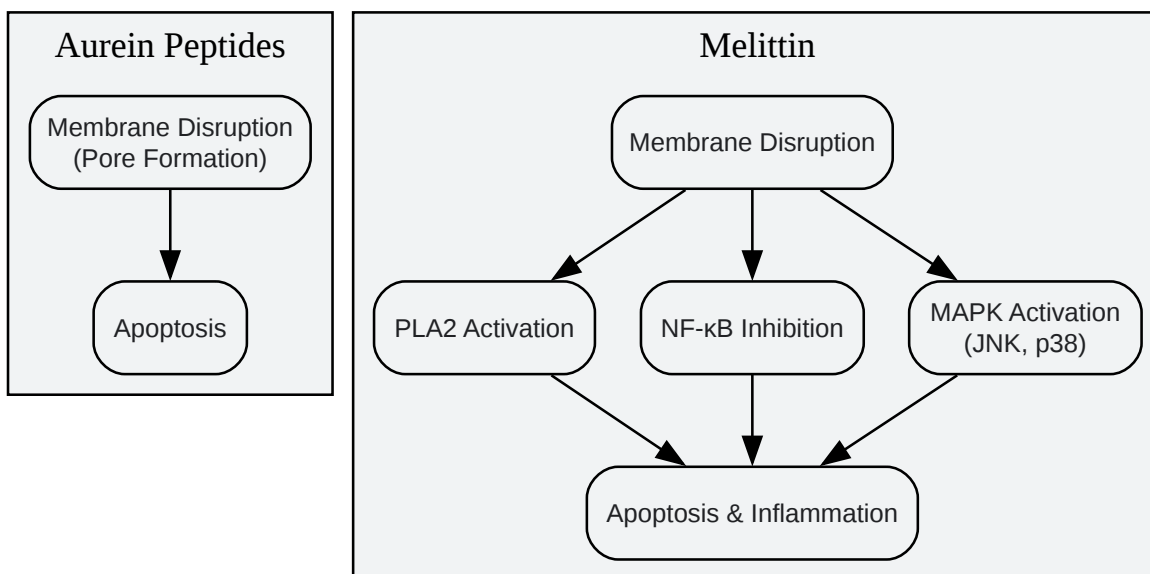 Aurein Peptides
Membrane Disruption
(Pore Formation)
Apoptosis
Melittin
Membrane Disruption
PLA2 Activation
NF-κB Inhibition
MAPK Activation
(JNK, p38)
Apoptosis & Inflammation